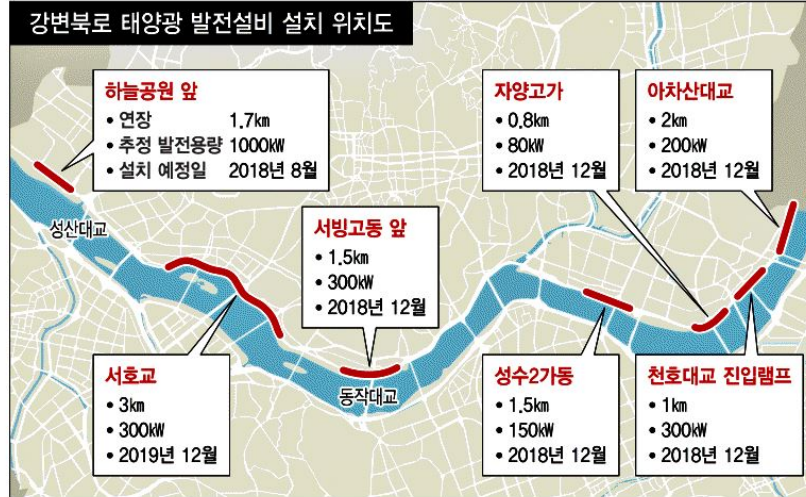 강변북로 태양광 발전설비 설치 위치도
하늘공원 앞
• 연장 1.7km
• 추정 발전용량 1000kW
• 설치 예정일 2018년 8월
자양고가
• 0.8km
• 80kW
• 2018년 12월
아차산대교
• 2km
• 200kW
• 2018년 12월
성산대교
서빙고동 앞
• 1.5km
• 300kW
• 2018년 12월
동작대교
서호교
• 3km
• 300kW
• 2019년 12월
성수2가동
• 1.5km
• 150kW
• 2018년 12월
천호대교 진입램프
• 1km
• 300kW
• 2018년 12월